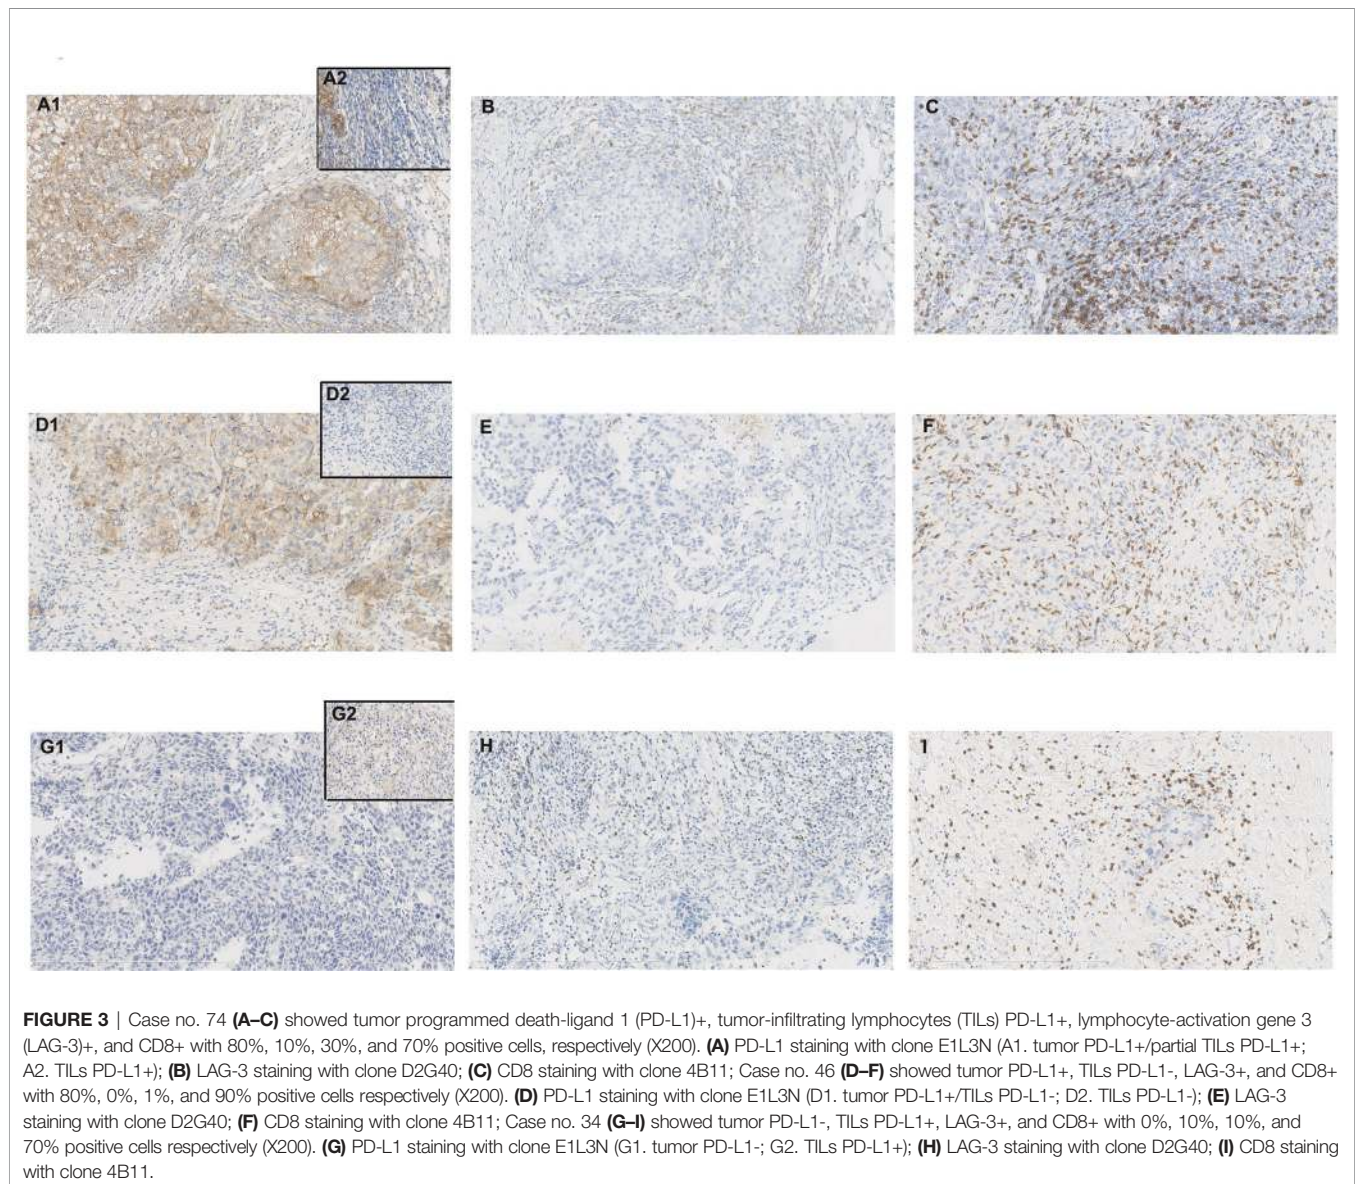 A1
A2
B
C
D1
D2
E
F
G1
G2
H
I
FIGURE 3 | Case no. 74 (A–C) showed tumor programmed death-ligand 1 (PD-L1)+, tumor-infiltrating lymphocytes (TILs) PD-L1+, lymphocyte-activation gene 3
(LAG-3)+, and CD8+ with 80%, 10%, 30%, and 70% positive cells, respectively (X200). (A) PD-L1 staining with clone E1L3N (A1. tumor PD-L1+/partial TILs PD-L1+;
A2. TILs PD-L1+); (B) LAG-3 staining with clone D2G40; (C) CD8 staining with clone 4B11; Case no. 46 (D–F) showed tumor PD-L1+, TILs PD-L1-, LAG-3+, and CD8+
with 80%, 0%, 1%, and 90% positive cells respectively (X200). (D) PD-L1 staining with clone E1L3N (D1. tumor PD-L1+/TILs PD-L1-; D2. TILs PD-L1-); (E) LAG-3
staining with clone D2G40; (F) CD8 staining with clone 4B11; Case no. 34 (G–I) showed tumor PD-L1-, TILs PD-L1+, LAG-3+, and CD8+ with 0%, 10%, 10%, and
70% positive cells respectively (X200). (G) PD-L1 staining with clone E1L3N (G1. tumor PD-L1-; G2. TILs PD-L1+); (H) LAG-3 staining with clone D2G40; (I) CD8 staining
with clone 4B11.